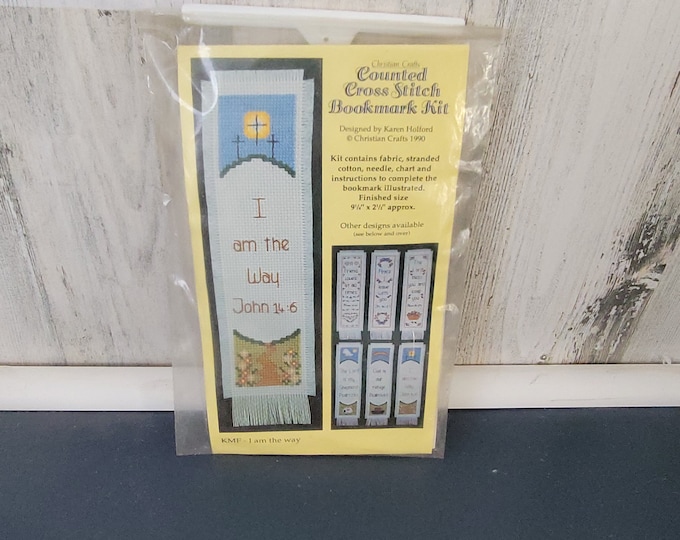 Christian Crafts
Counted
Cross Stitch
Bookmark Kit
Designed by Karen Holford
© Christian Crafts 1990
Kit contains fabric, stranded
cotton, needle, chart and
instructions to complete the
bookmark illustrated.
Finished size
9¼" x 2½" approx.
Other designs available
(see below and over)
I
am the
Way
John 14:6
KMF - I am the way